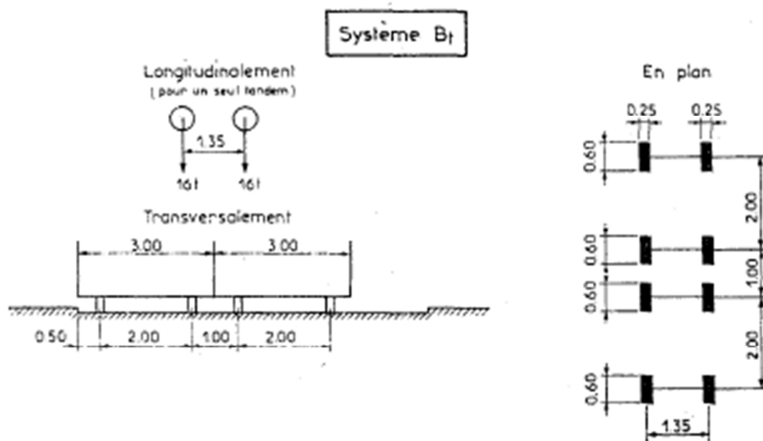 Système Bt
Longitudinalement
(pour un seul tandem)
1.35
16t 16t
Transversalement
3.00 3.00
0.50 2.00 1.00 2.00
En plan
0.25 0.25
0.60
2.00
0.60
1.00
0.60
2.00
0.60
1.35